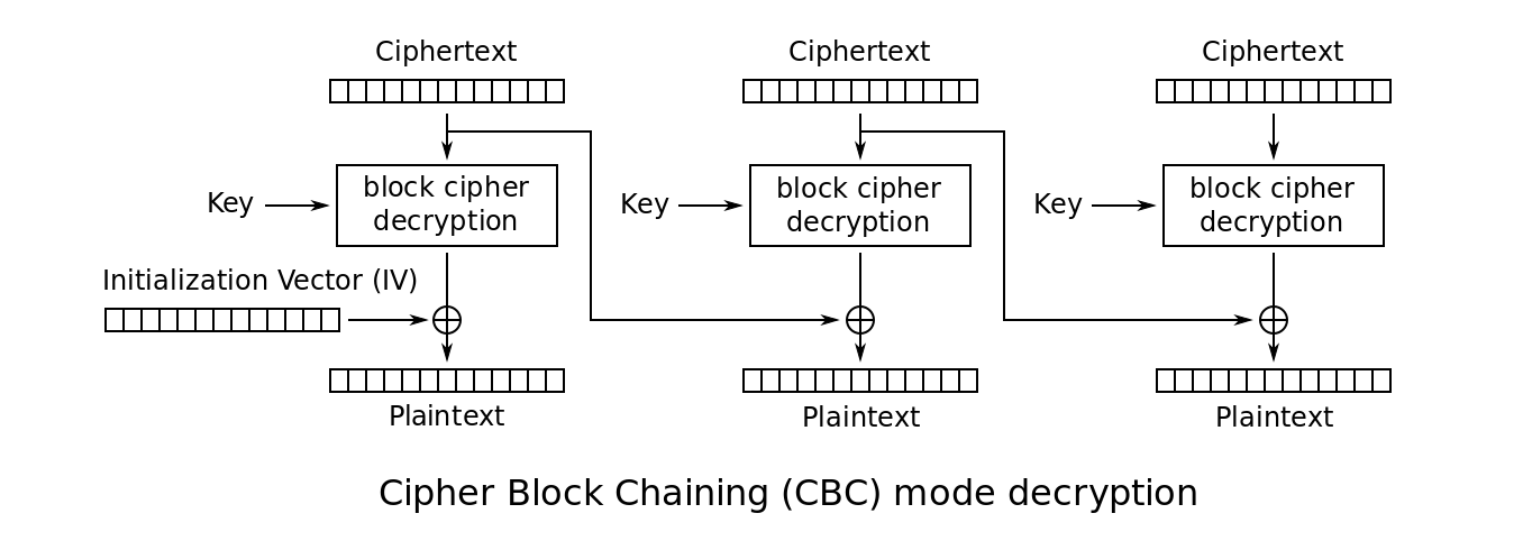 Ciphertext
Ciphertext
Ciphertext
Key
block cipher
decryption
Key
block cipher
decryption
Key
block cipher
decryption
Initialization Vector (IV)
Plaintext
Plaintext
Plaintext
Cipher Block Chaining (CBC) mode decryption